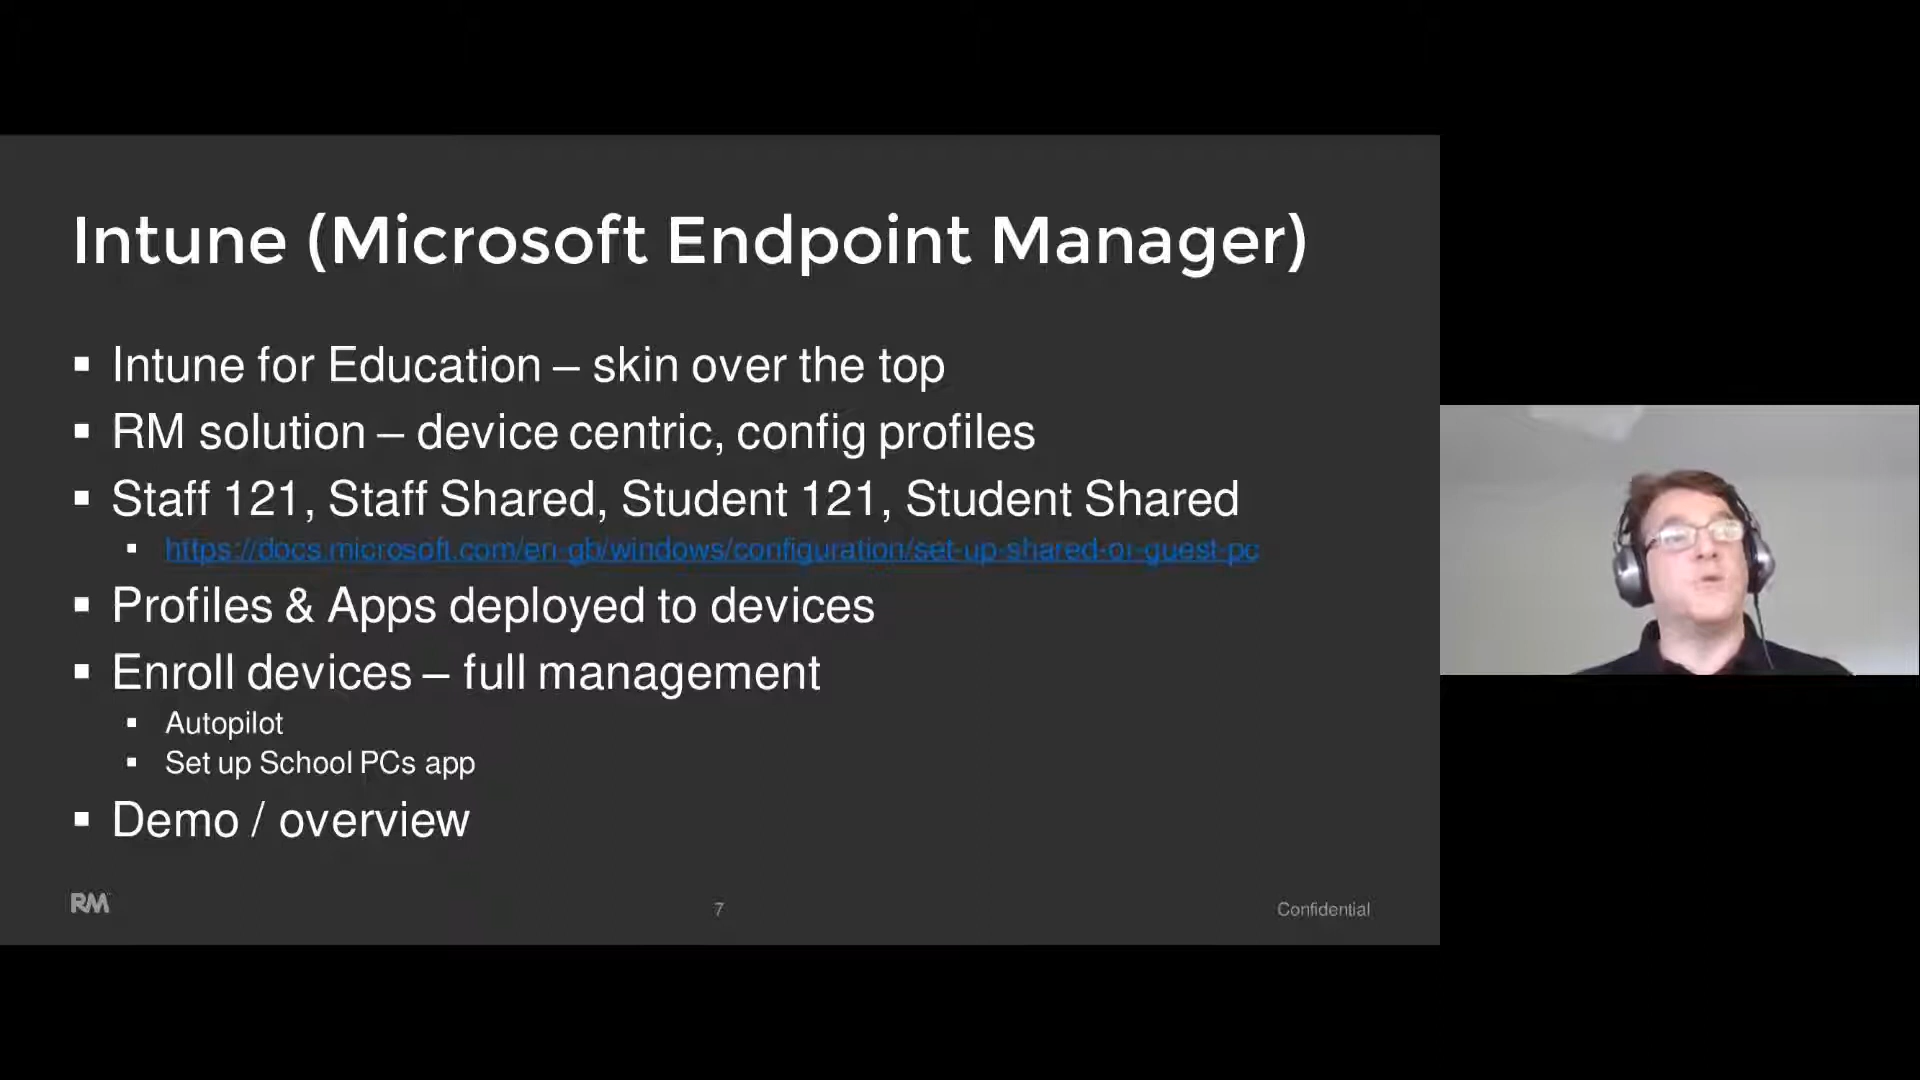 Intune (Microsoft Endpoint Manager)
Intune for Education – skin over the top
RM solution – device centric, config profiles
Staff 121, Staff Shared, Student 121, Student Shared
https://docs.microsoft.com/en-gb/windows/configuration/set-up-shared-or-guest-pc
Profiles & Apps deployed to devices
Enroll devices – full management
Autopilot
Set up School PCs app
Demo / overview
RM
7
Confidential